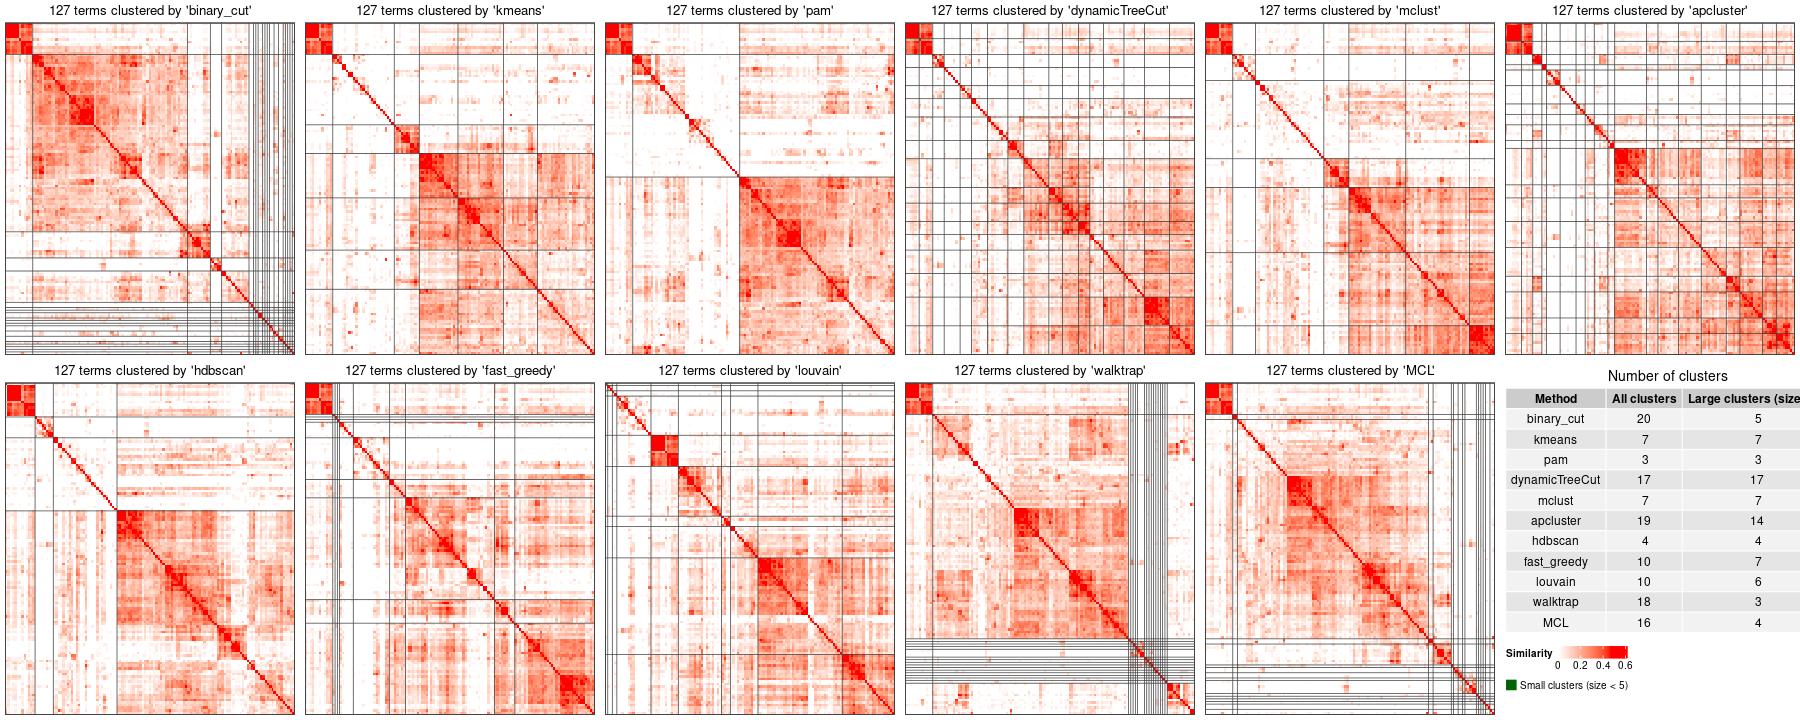 127 terms clustered by 'binary_cut'
127 terms clustered by 'kmeans'
127 terms clustered by 'pam'
127 terms clustered by 'dynamicTreeCut'
127 terms clustered by 'mclust'
127 terms clustered by 'apcluster'
127 terms clustered by 'hdbscan'
127 terms clustered by 'fast_greedy'
127 terms clustered by 'louvain'
127 terms clustered by 'walktrap'
127 terms clustered by 'MCL'
Number of clusters
Method All clusters Large clusters (size
binary_cut 20 5
kmeans 7 7
pam 3 3
dynamicTreeCut 17 17
mclust 7 7
apcluster 19 14
hdbscan 4 4
fast_greedy 10 7
louvain 10 6
walktrap 18 3
MCL 16 4
Similarity
0 0.2 0.4 0.6
Small clusters (size < 5)